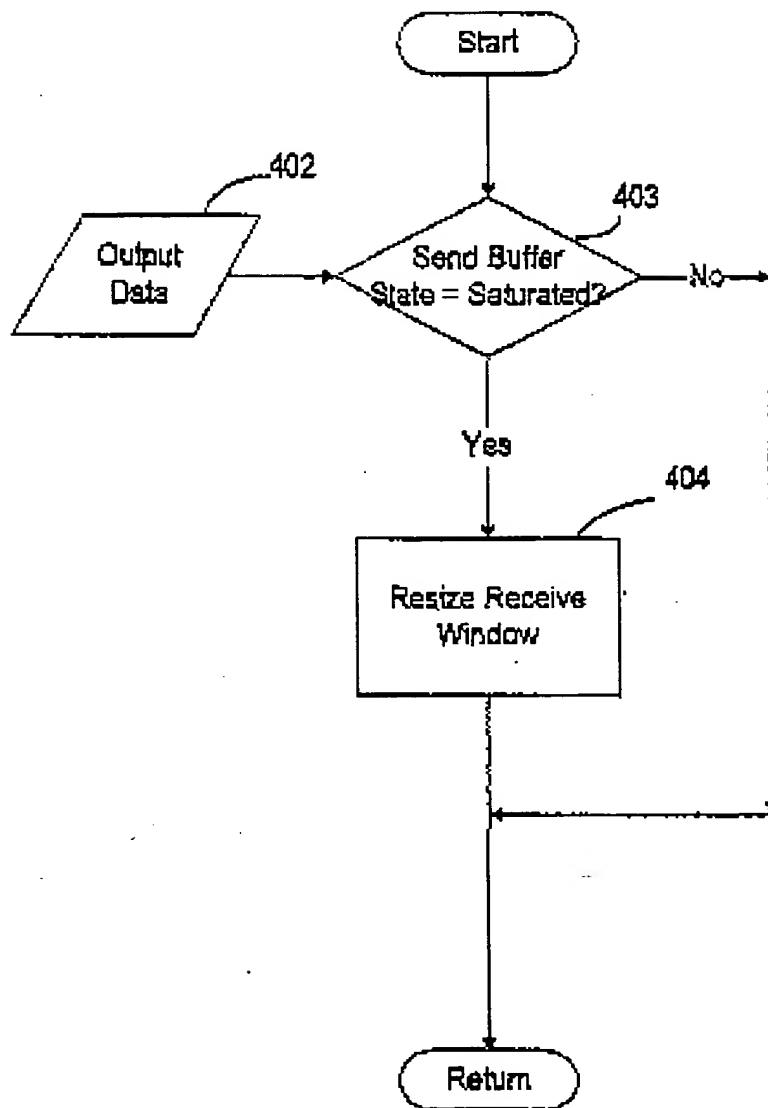 Start
402
403
Output
Data
Send Buffer
State = Saturated?
No
Yes
404
Resize Receive
Window
Return